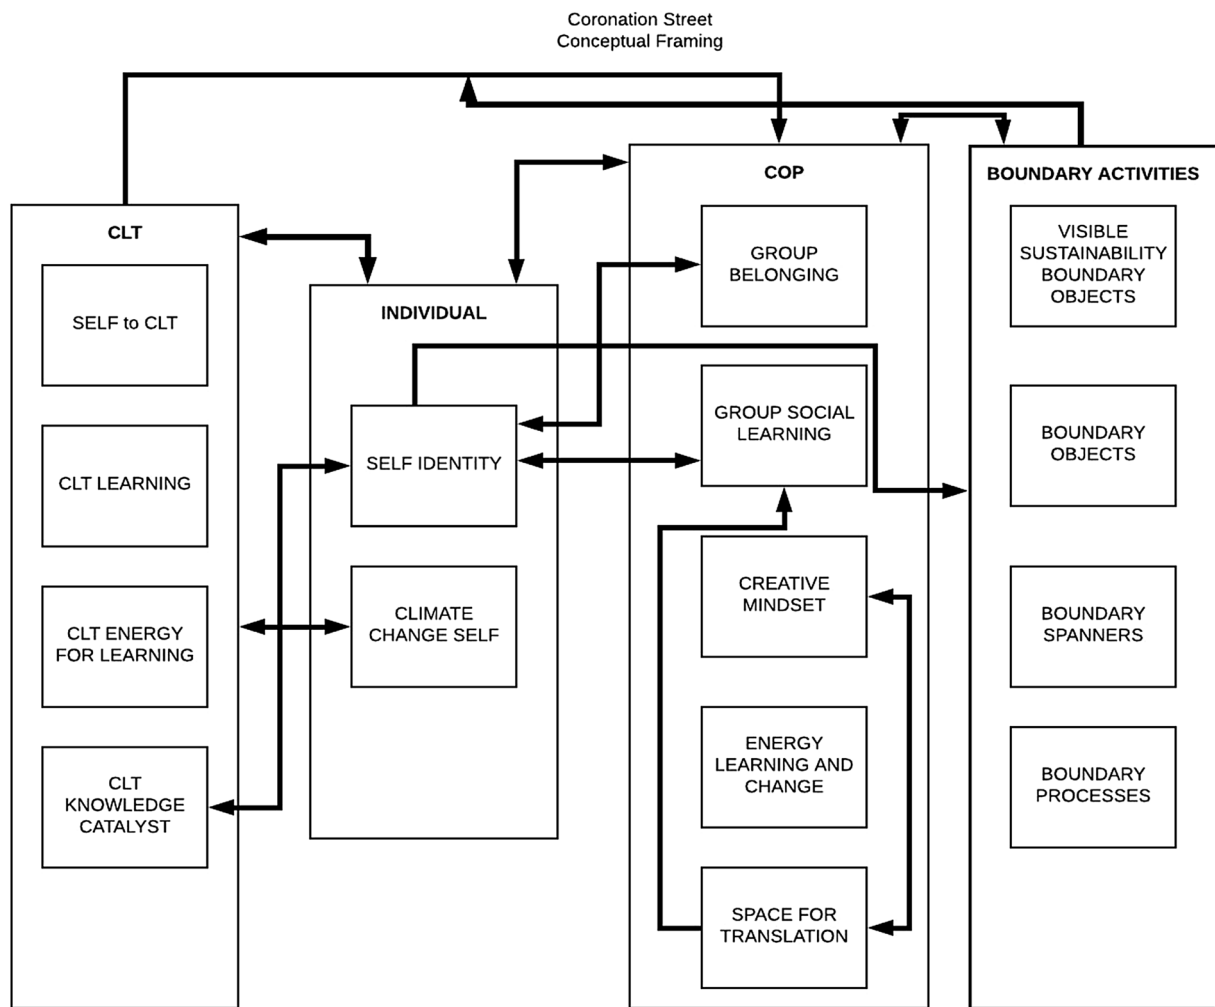 Coronation Street
Conceptual Framing
CLT
SELF to CLT
CLT LEARNING
CLT ENERGY
FOR LEARNING
CLT
KNOWLEDGE
CATALYST
INDIVIDUAL
SELF IDENTITY
CLIMATE
CHANGE SELF
COP
GROUP
BELONGING
GROUP SOCIAL
LEARNING
CREATIVE
MINDSET
ENERGY
LEARNING AND
CHANGE
SPACE FOR
TRANSLATION
BOUNDARY ACTIVITIES
VISIBLE
SUSTAINABILITY
BOUNDARY
OBJECTS
BOUNDARY
OBJECTS
BOUNDARY
SPANNERS
BOUNDARY
PROCESSES